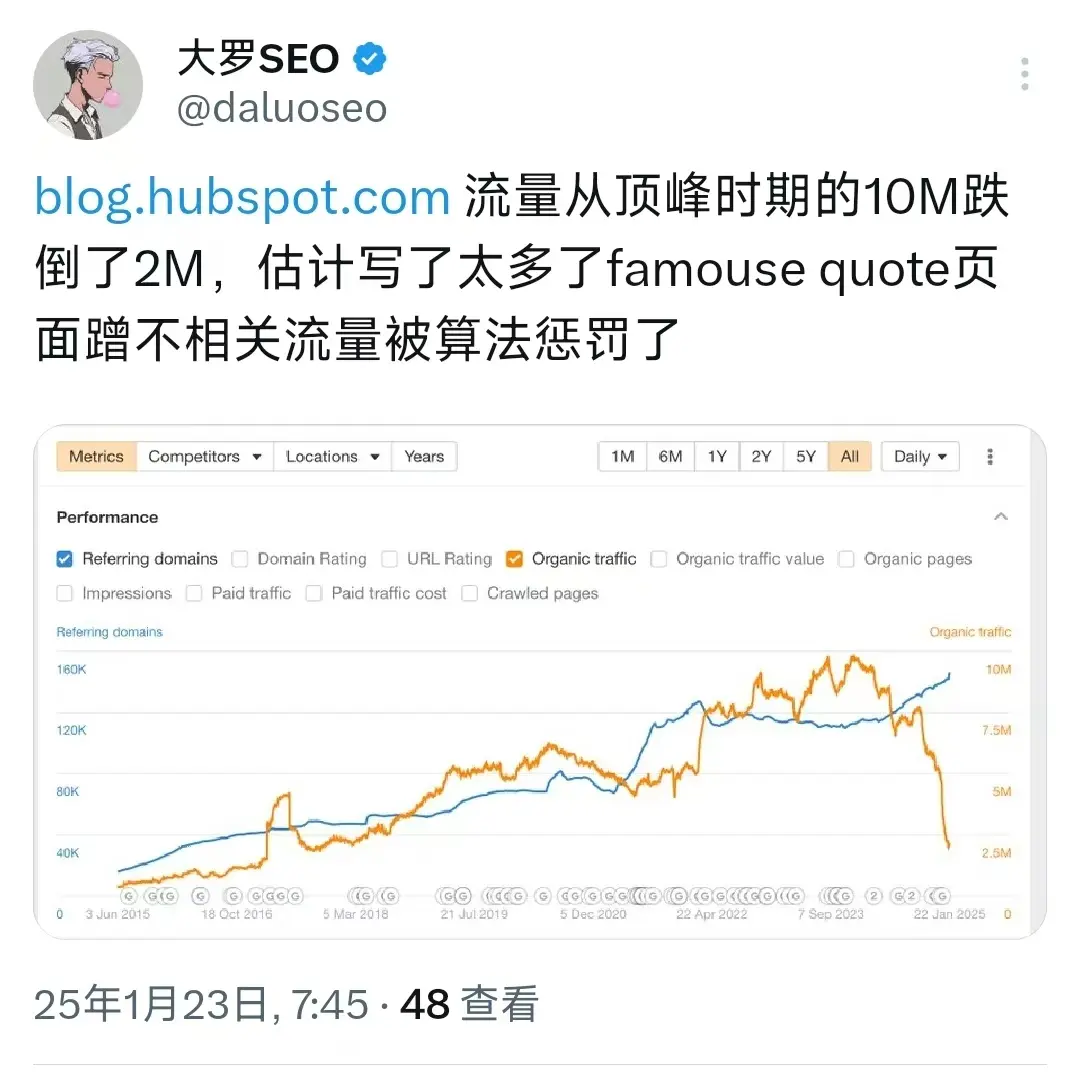 大罗SEO
@daluoseo
blog.hubspot.com 流量从顶峰时期的10M跌
倒了2M，估计写了太多了famouse quote页
面蹭不相关流量被算法惩罚了
Metrics Competitors Locations Years 1M 6M 1Y 2Y 5Y All Daily
Performance
Referring domains Domain Rating URL Rating Organic traffic Organic traffic value Organic pages
Impressions Paid traffic Paid traffic cost Crawled pages
Referring domains Organic traffic
160K 10M
120K 7.5M
80K 5M
40K 2.5M
0 3 Jun 2015 18 Oct 2016 5 Mar 2018 21 Jul 2019 5 Dec 2020 22 Apr 2022 7 Sep 2023 22 Jan 2025 0
25年1月23日, 7:45 · 48 查看